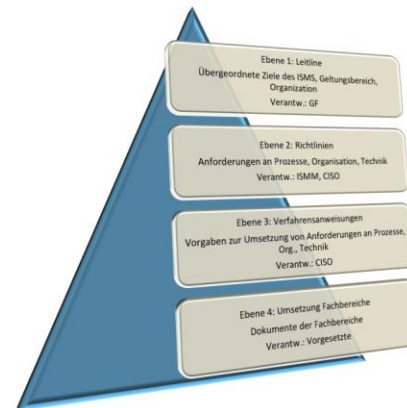 Ebene 1: Leitline
Übergeordnete Ziele des ISMS, Geltungsbereich,
Organization
Verantw.: GF
Ebene 2: Richtlinien
Anforderungen an Prozesse, Organisation, Technik
Verantw.: ISMM, CISO
Ebene 3: Verfahrensanweisungen
Vorgaben zur Umsetzung von Anforderungen an Prozesse,
Org., Technik
Verantw.: CISO
Ebene 4: Umsetzung Fachbereiche
Dokumente der Fachbereiche
Verantw.: Vorgesetzte